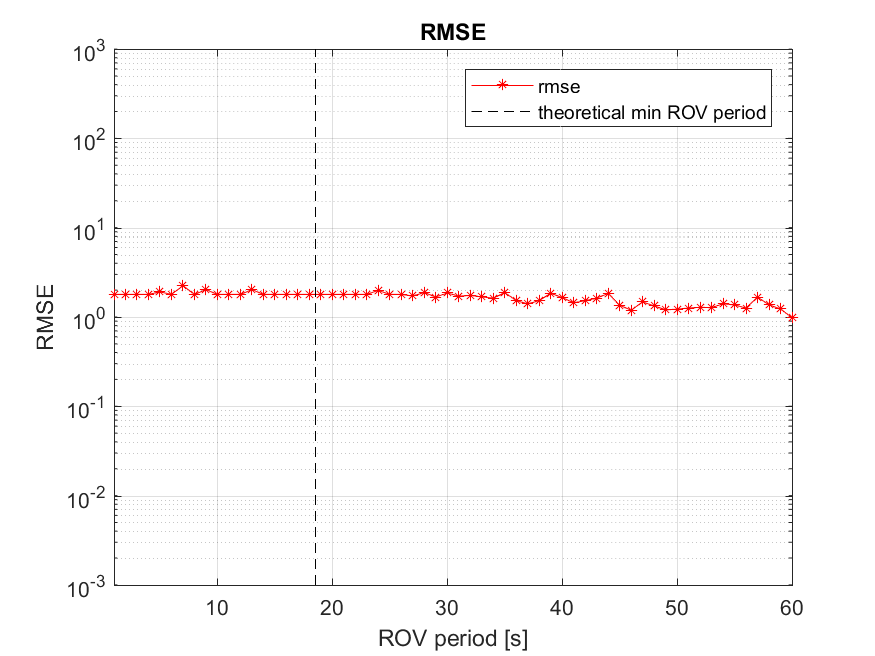 RMSE
10^3
rmse
theoretical min ROV period
10^2
10^1
RMSE
10^0
10^-1
10^-2
10^-3
10 20 30 40 50 60
ROV period [s]